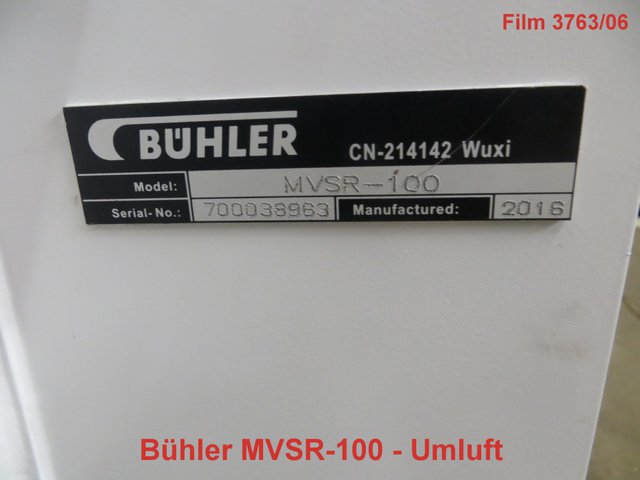 Film 3763/06
BÜHLER
CN-214142 Wuxi
Model: MVSR-100
Serial-No.: 700038963 Manufactured: 2016
Bühler MVSR-100 - Umluft